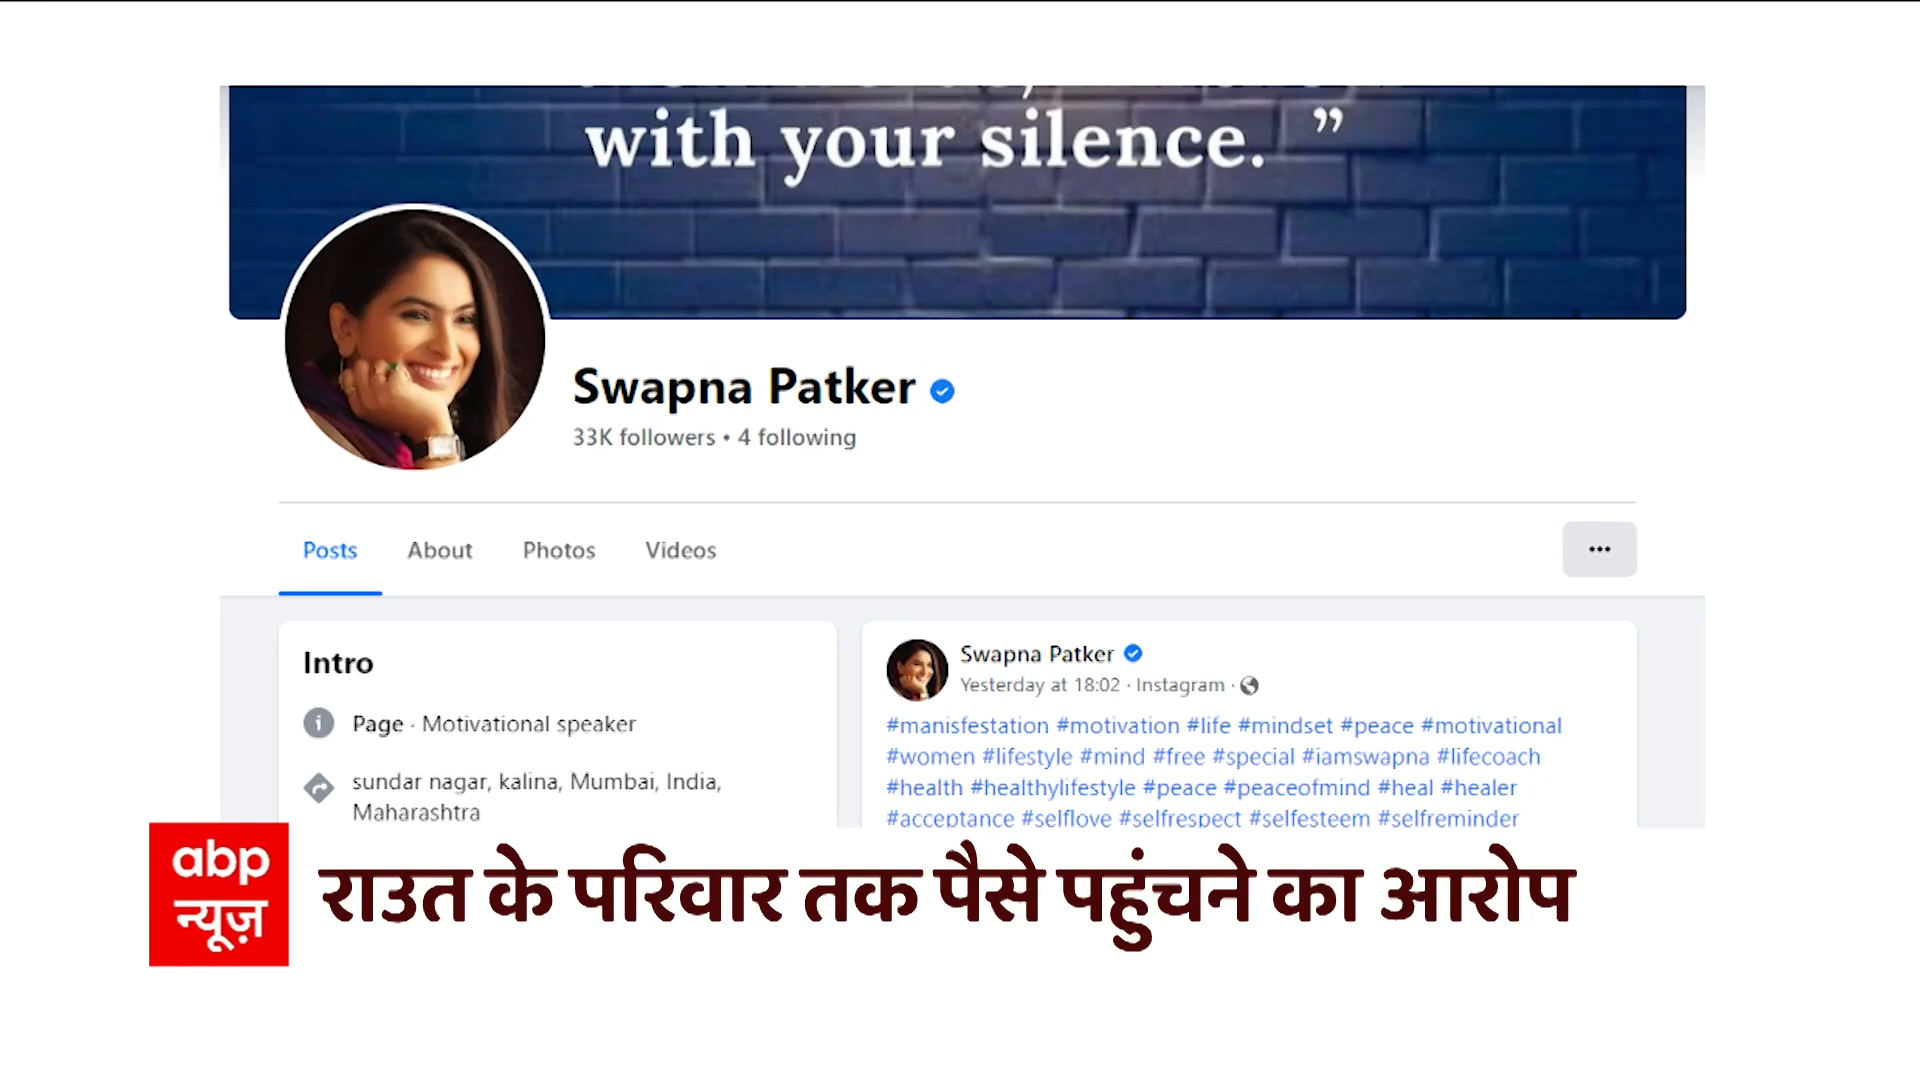 with your silence. ”
Swapna Patker
33K followers • 4 following
Posts About Photos Videos
Intro
Page · Motivational speaker
sundar nagar, kalina, Mumbai, India,
Maharashtra
Swapna Patker
Yesterday at 18:02 · Instagram ·
#manisfestation #motivation #life #mindset #peace #motivational
#women #lifestyle #mind #free #special #iamswapna #lifecoach
#health #healthylifestyle #peace #peaceofmind #heal #healer
#acceptance #selflove #selfrespect #selfesteem #selfreminder
abp
न्यूज़
राउत के परिवार तक पैसे पहुंचने का आरोप